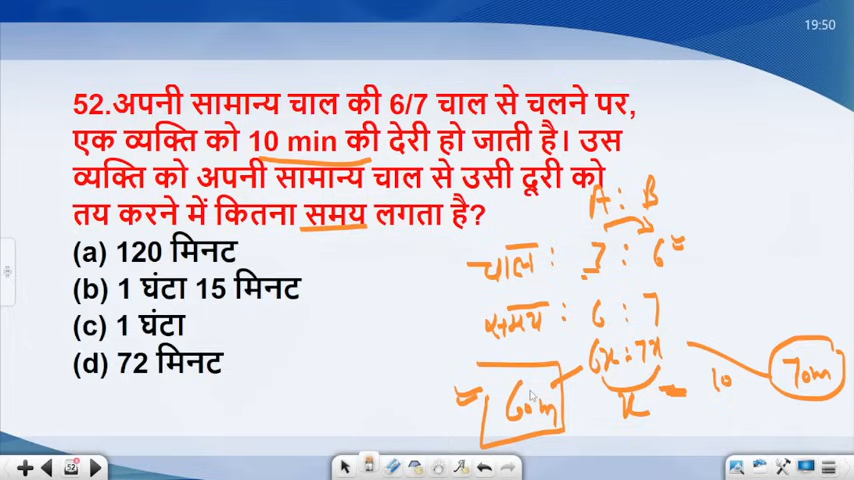 19:50
52.अपनी सामान्य चाल की 6/7 चाल से चलने पर,
एक व्यक्ति को 10 min की देरी हो जाती है। उस
व्यक्ति को अपनी सामान्य चाल से उसी दूरी को
तय करने में कितना समय लगता है?
A : B
(a) 120 मिनट
चाल : 7 : 6
(b) 1 घंटा 15 मिनट
समय : 6 : 7
(c) 1 घंटा
6x : 7x
(d) 72 मिनट
10
70m
60m
x
52